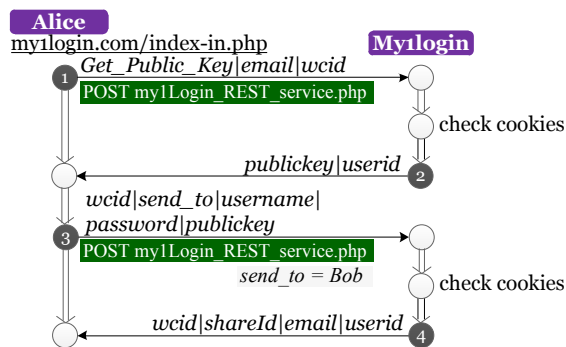 Alice
my1login.com/index-in.php
My1login
Get_Public_Key|email|wcid
1
POST my1Login_REST_service.php
check cookies
publickey|userid
2
wcid|send_to|username|
password|publickey
3
POST my1Login_REST_service.php
send_to = Bob
check cookies
wcid|shareId|email|userid
4